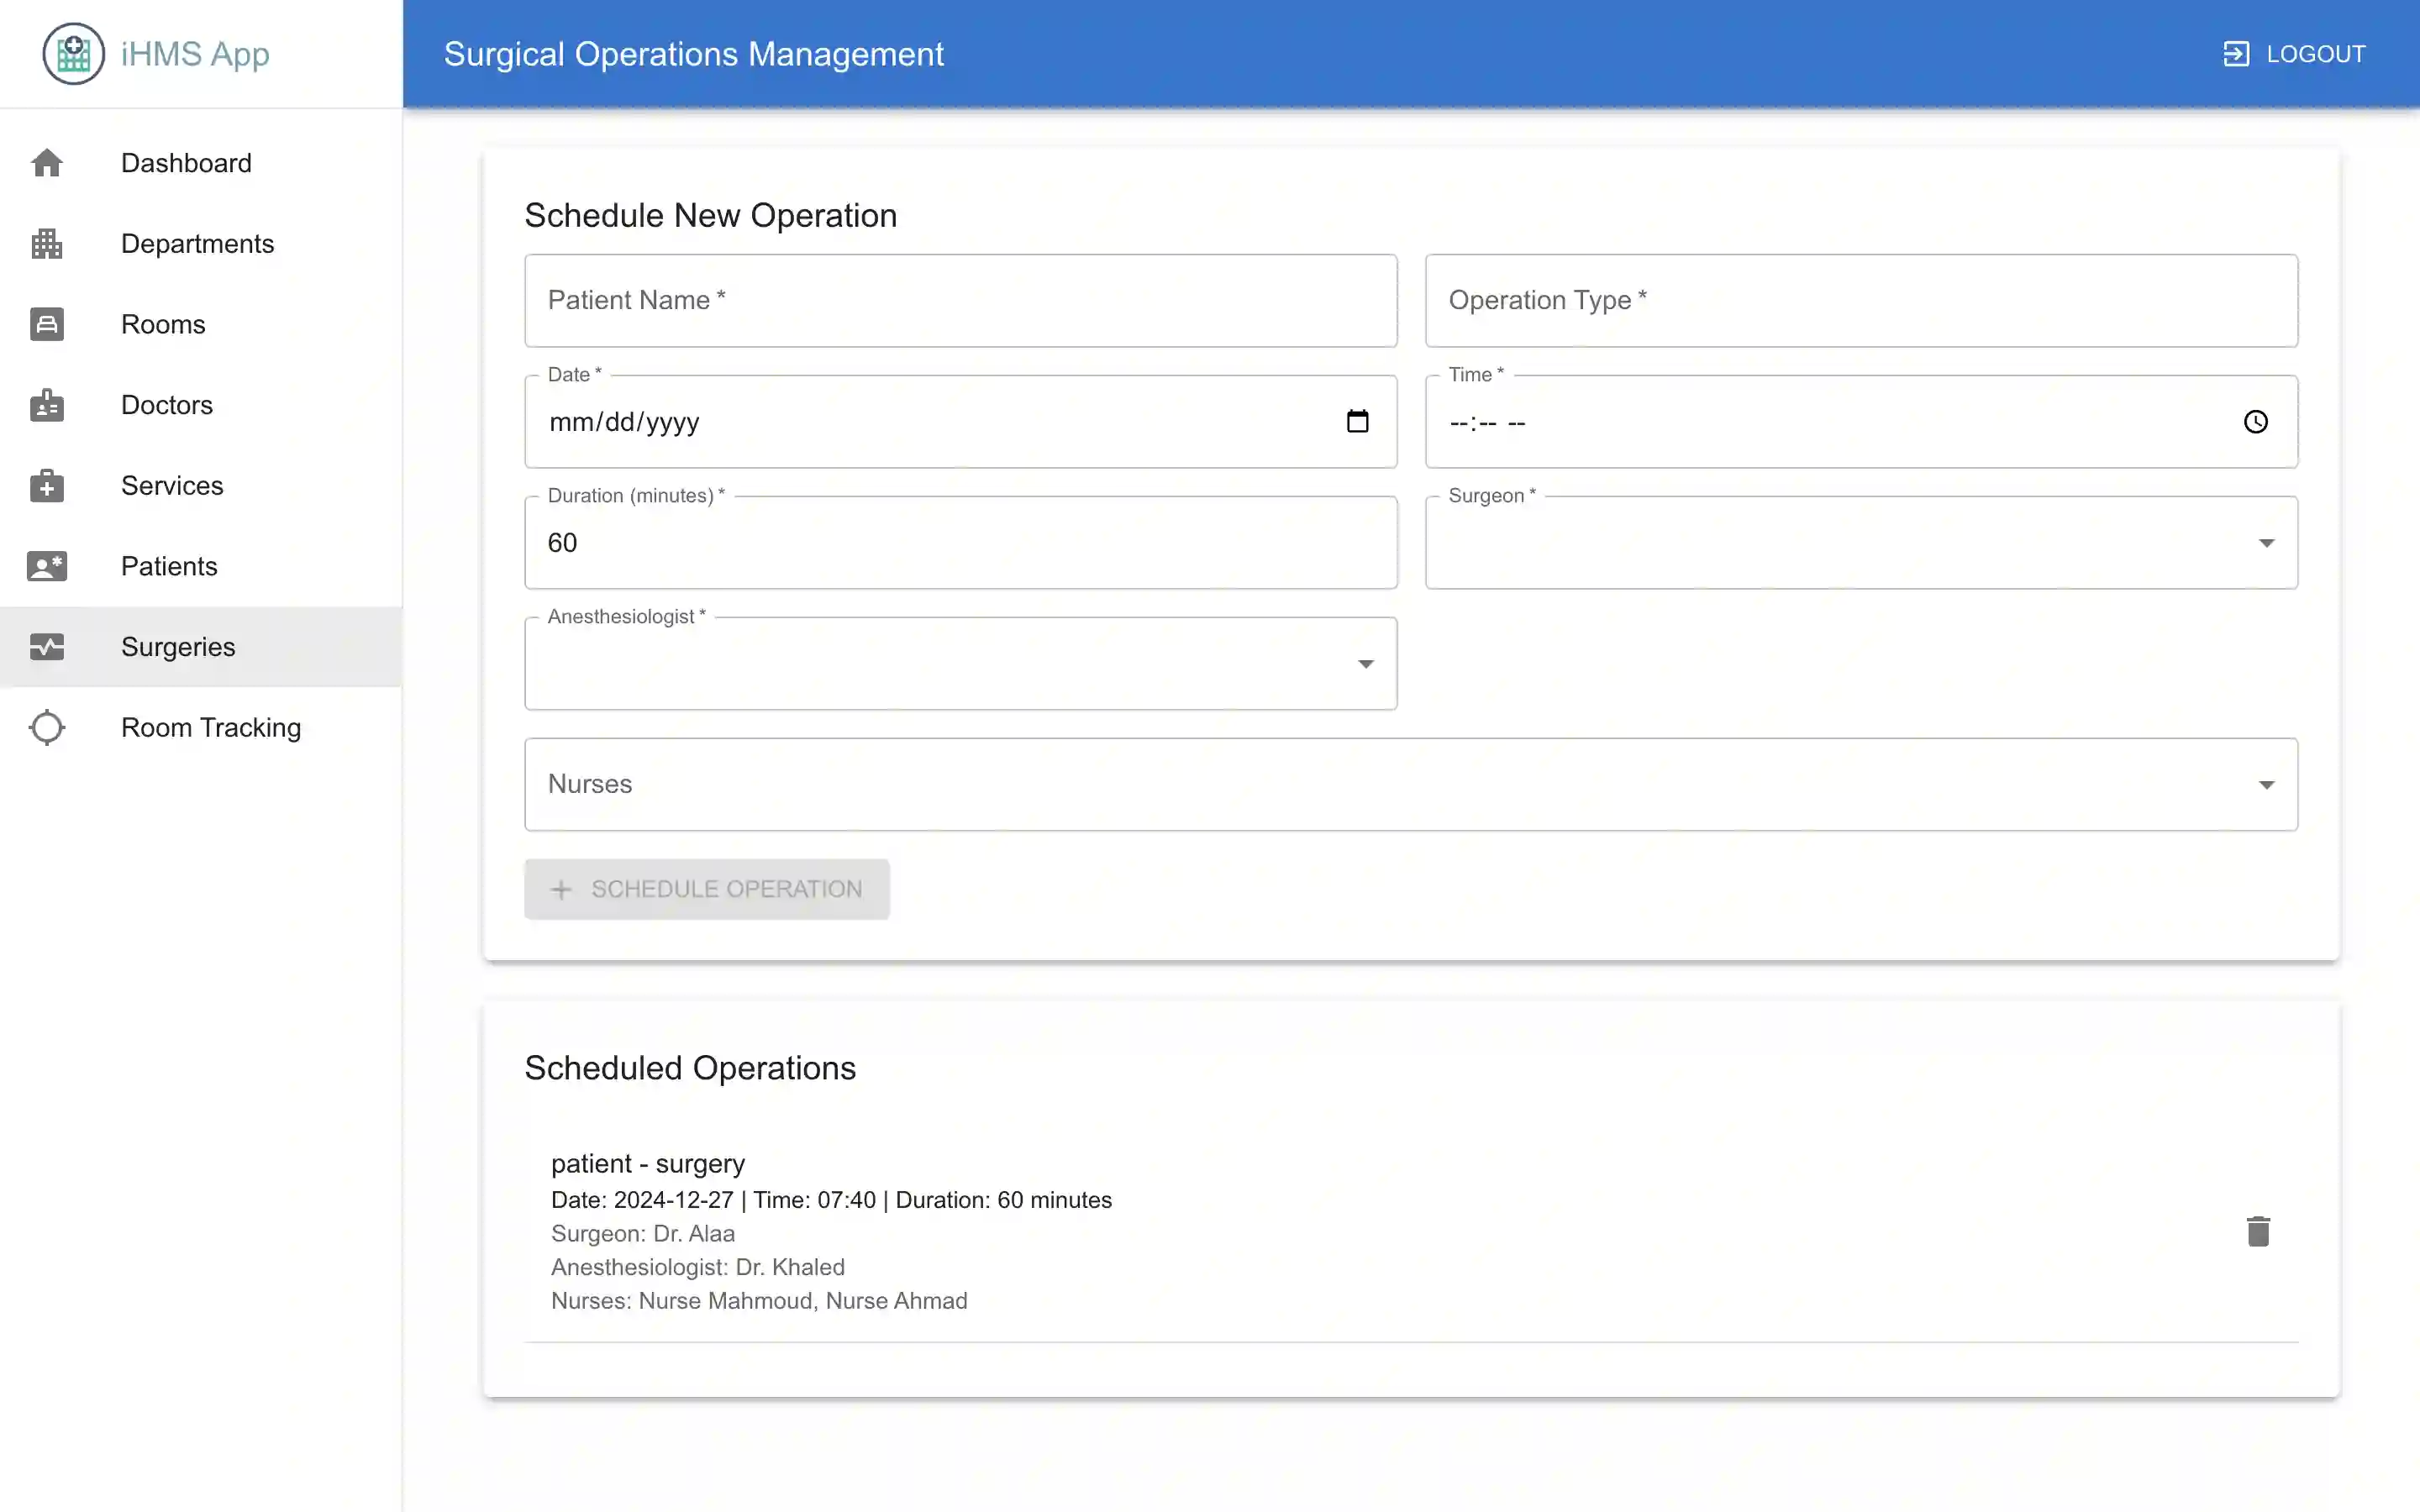 iHMS App
Surgical Operations Management
LOGOUT
Dashboard
Departments
Rooms
Doctors
Services
Patients
Surgeries
Room Tracking
Schedule New Operation
Patient Name *
Operation Type *
Date *
mm/dd/yyyy
Time *
--:-- --
Duration (minutes) *
60
Surgeon *
Anesthesiologist *
Nurses
SCHEDULE OPERATION
Scheduled Operations
patient - surgery
Date: 2024-12-27 | Time: 07:40 | Duration: 60 minutes
Surgeon: Dr. Alaa
Anesthesiologist: Dr. Khaled
Nurses: Nurse Mahmoud, Nurse Ahmad